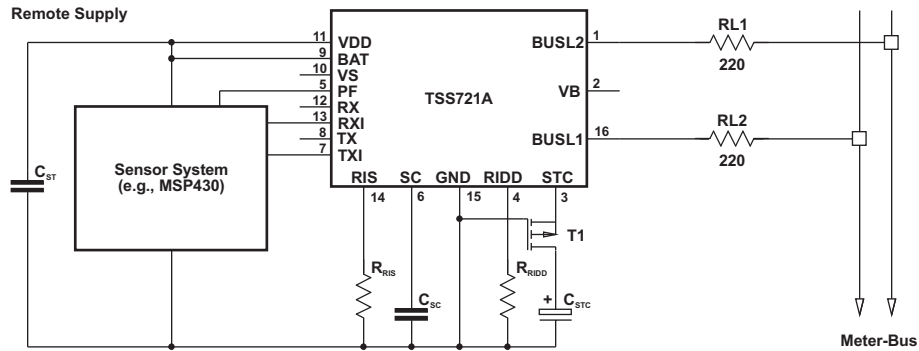 Remote Supply
RL1
220
RL2
220
TSS721A
11 VDD
9 BAT
10 VS
5 PF
12 RX
13 RXI
8 TX
7 TXI
BUSL2 1
VB 2
BUSL1 16
RIS SC GND RIDD STC
14 6 15 4 3
Sensor System
(e.g., MSP430)
CST
T1
RRIS
CSC
RRIDD
+ CSTC
Meter-Bus